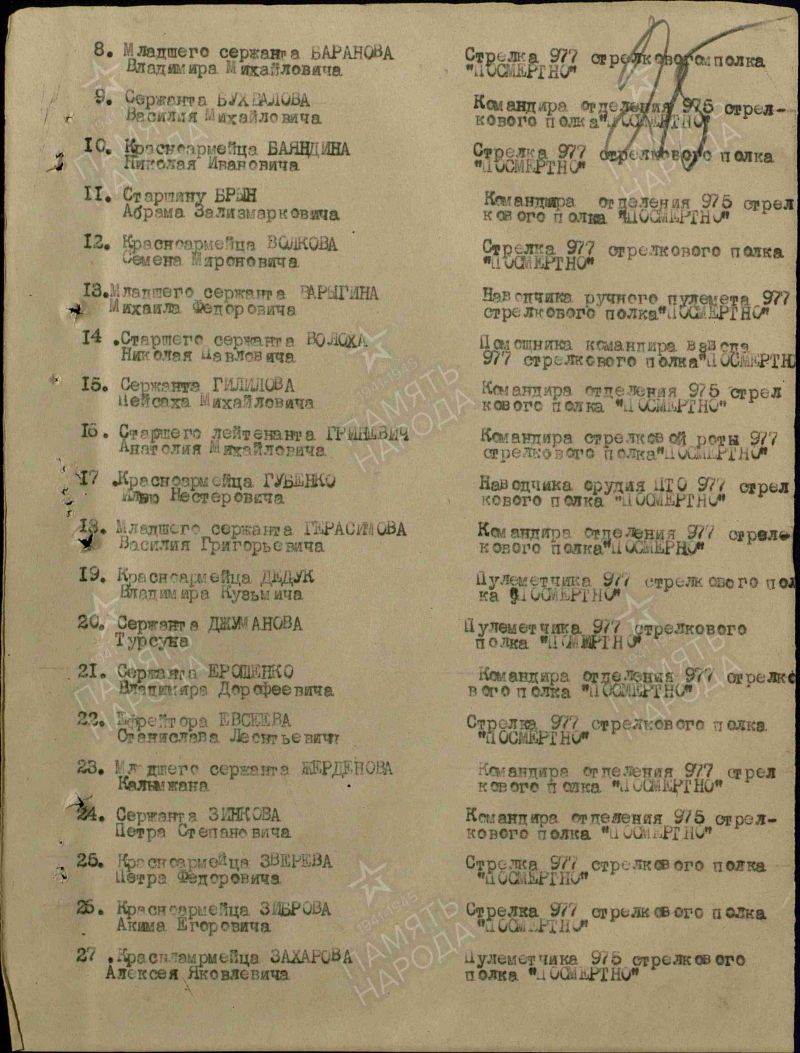 8. Младшего сержанта БАРАНОВА Стрелка 977 стрелкового полка
Владимира Михайловича "ПОСМЕРТНО"
9. Сержанта БУХВАЛОВА Командира отделения 975 стрел-
Василия Михайловича кового полка "ПОСМЕРТНО"
10. Красноармейца БАЯНДИНА Стрелка 977 стрелкового полка
Николая Ивановича "ПОСМЕРТНО"
11. Старшину БРЫН Командира отделения 975 стрел
Абрама Зализмарковича кового полка "ПОСМЕРТНО"
12. Красноармейца ВОЛКОВА Стрелка 977 стрелкового полка
Семена Мироновича "ПОСМЕРТНО"
13. Младшего сержанта ВАРЫГИНА Наводчика ручного пулемета 977
Михаила Федоровича стрелкового полка "ПОСМЕРТНО"
14. Старшего сержанта ВОЛОХА Помощника командира взвода
Николая Павловича 977 стрелкового полка "ПОСМЕРТН
15. Сержанта ГИЛИЛОВА Командира отделения 975 стрел
Пейсаха Михайловича кового полка "ПОСМЕРТНО"
16. Старшего лейтенанта ГРИНЕВИЧ Командира стрелковой роты 977
Анатолия Михайловича стрелкового полка "ПОСМЕРТНО"
17. Красноармейца ГУБЕНКО Наводчика орудия ПТО 977 стрел
Илью Нестеровича кового полка "ПОСМЕРТНО"
18. Младшего сержанта ГЕРАСИМОВА Командира отделения 977 стрелк
Василия Григорьевича кового полка "ПОСМЕРТНО"
19. Красноармейца ДЕДУК Пулеметчика 977 стрелкового пол
Владимира Кузьмича ка "ПОСМЕРТНО"
20. Сержанта ДЖУМАНОВА Пулеметчика 977 стрелкового
Турсуна полка "ПОСМЕРТНО"
21. Сержанта ЕРОШЕНКО Командира отделения 977 стрелко
Владимира Дорофеевича вого полка "ПОСМЕРТНО"
22. Ефрейтора ЕВСЕЕВА Стрелка 977 стрелкового полка
Станислава Леонтьевич "ПОСМЕРТНО"
23. Младшего сержанта ЖЕРДЕНОВА Командира отделения 977 стрел
Калымжана кового полка "ПОСМЕРТНО"
24. Сержанта ЗИНКОВА Командира отделения 975 стрел-
Петра Степановича кового полка "ПОСМЕРТНО"
25. Красноармейца ЗВЕРЕВА Стрелка 977 стрелкового полка
Петра Федоровича "ПОСМЕРТНО"
26. Красноармейца ЗИБРОВА Стрелка 977 стрелкового полка
Акима Егоровича "ПОСМЕРТНО"
27. Красноармейца ЗАХАРОВА Пулеметчика 975 стрелкового
Алексея Яковлевича полка "ПОСМЕРТНО"
1941-1945
ПАМЯТЬ
НАРОДА